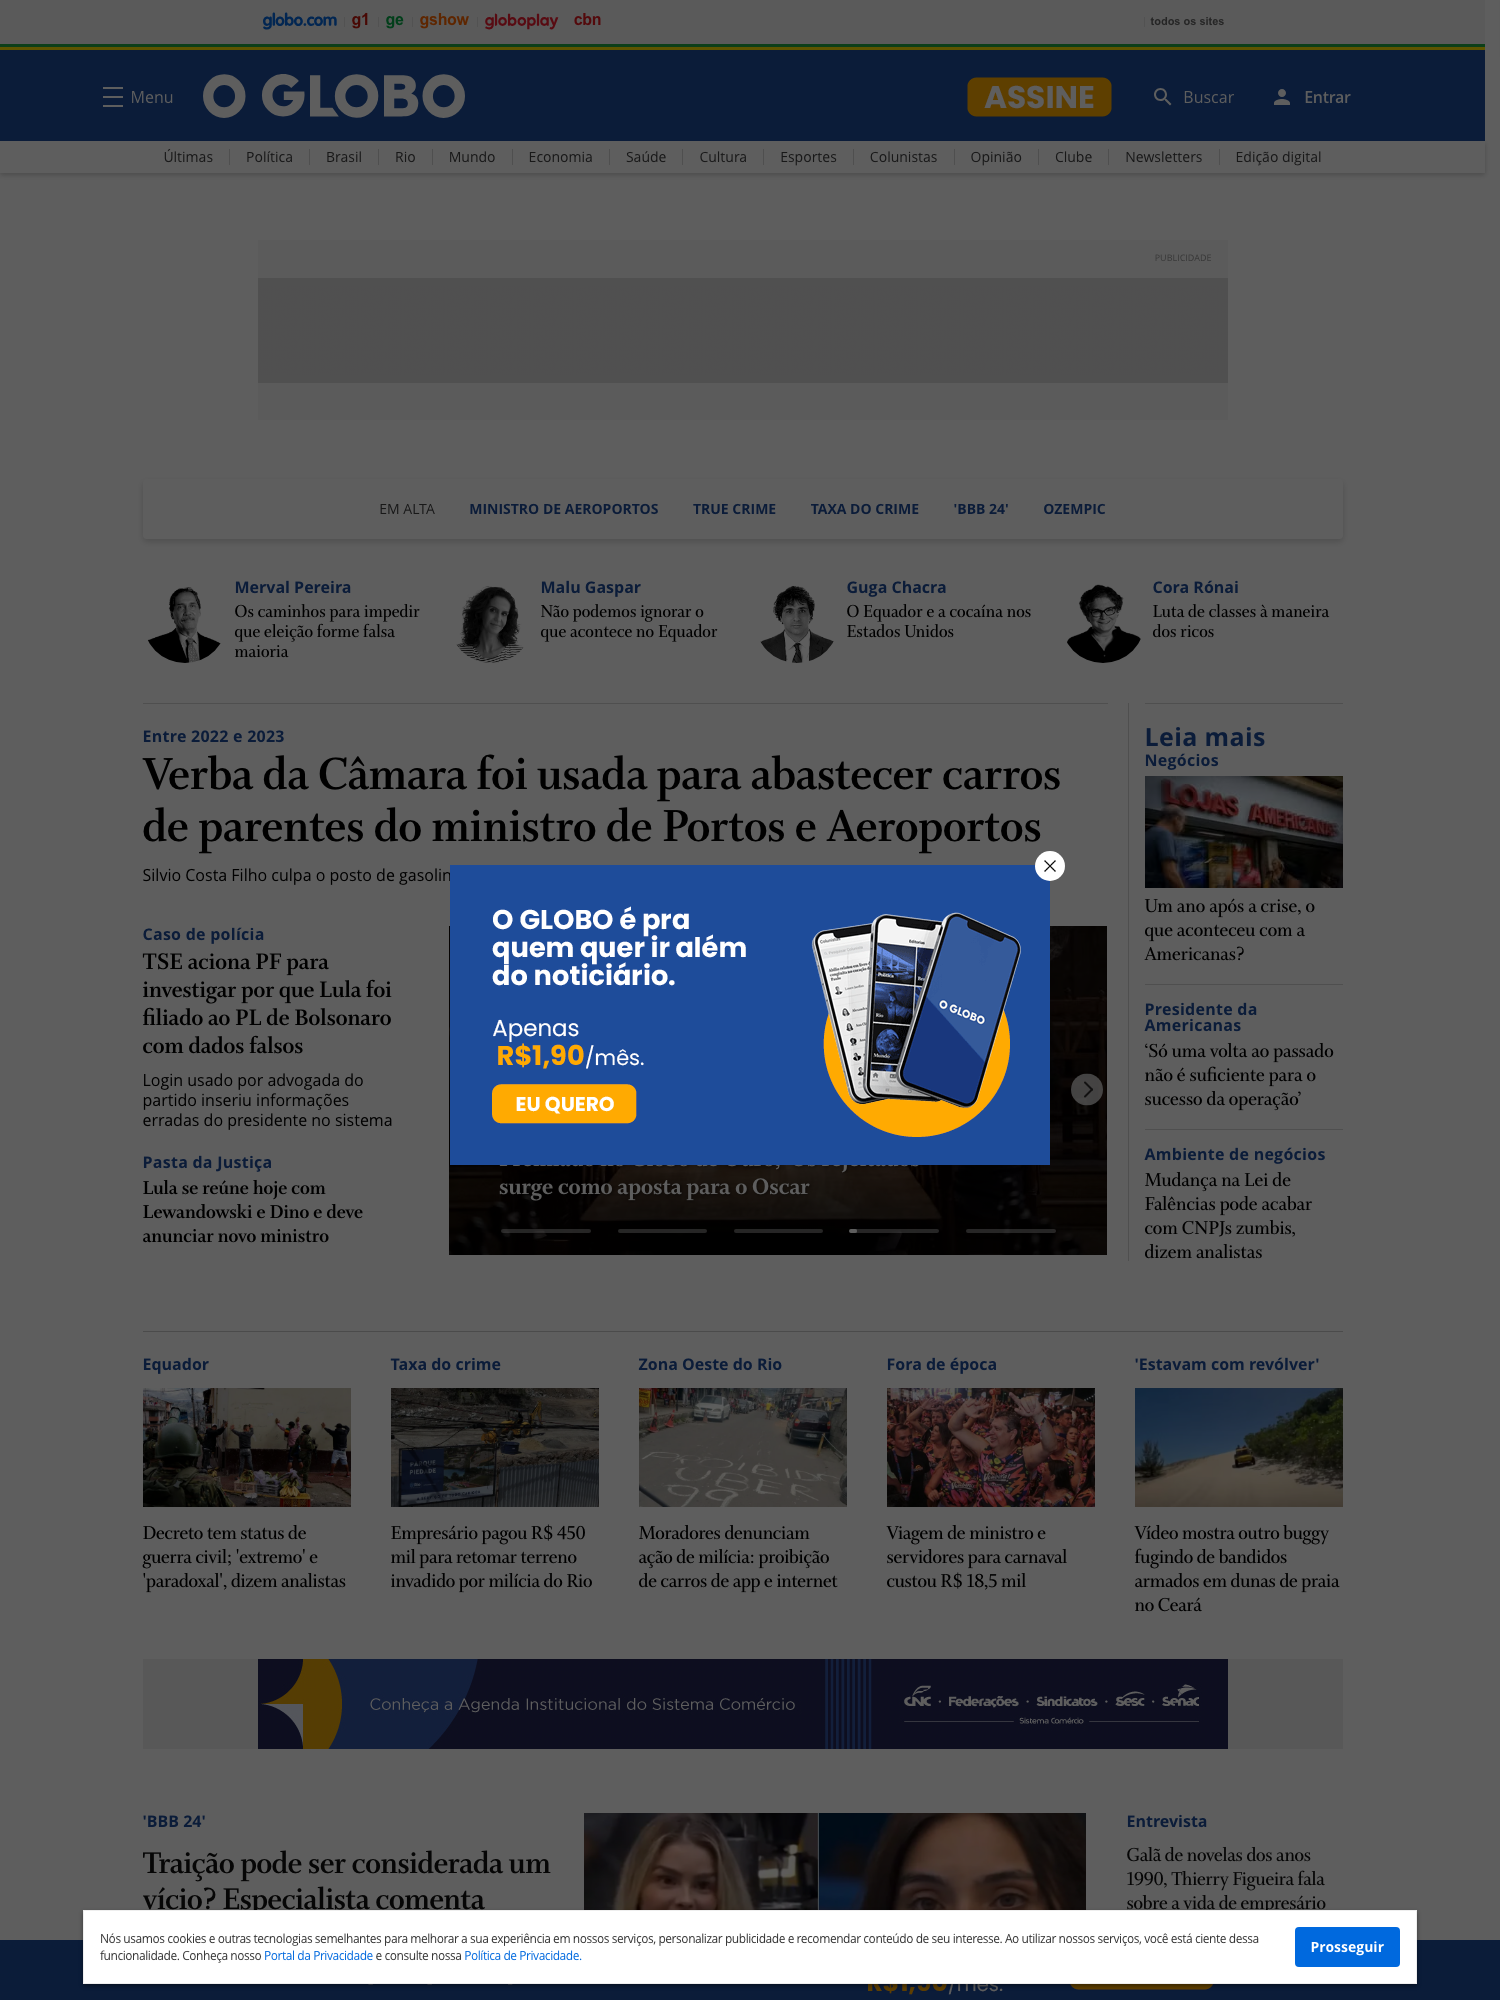 globo.com g1 ge gshow globoplay cbn todos os sites
Menu O GLOBO ASSINE Buscar Entrar
Últimas Política Brasil Rio Mundo Economia Saúde Cultura Esportes Colunistas Opinião Clube Newsletters Edição digital
PUBLICIDADE
EM ALTA MINISTRO DE AEROPORTOS TRUE CRIME TAXA DO CRIME 'BBB 24' OZEMPIC
Merval Pereira
Os caminhos para impedir
que eleição forme falsa
maioria
Malu Gaspar
Não podemos ignorar o
que acontece no Equador
Guga Chacra
O Equador e a cocaína nos
Estados Unidos
Cora Rónai
Luta de classes à maneira
dos ricos
Entre 2022 e 2023
Verba da Câmara foi usada para abastecer carros
de parentes do ministro de Portos e Aeroportos
Silvio Costa Filho culpa o posto de gasolin
Caso de polícia
TSE aciona PF para
investigar por que Lula foi
filiado ao PL de Bolsonaro
com dados falsos
Login usado por advogada do
partido inseriu informações
erradas do presidente no sistema
Pasta da Justiça
Lula se reúne hoje com
Lewandowski e Dino e deve
anunciar novo ministro
O GLOBO é pra
quem quer ir além
do noticiário.
Apenas
R$1,90/mês.
EU QUERO
Colunistas
Editorias
Política
Rio
Mundo
O GLOBO
surge como aposta para o Oscar
Leia mais
Negócios
LOJAS AMERICANAS
Um ano após a crise, o
que aconteceu com a
Americanas?
Presidente da
Americanas
‘Só uma volta ao passado
não é suficiente para o
sucesso da operação’
Ambiente de negócios
Mudança na Lei de
Falências pode acabar
com CNPJs zumbis,
dizem analistas
Equador
Decreto tem status de
guerra civil; 'extremo' e
'paradoxal', dizem analistas
Taxa do crime
PARQUE
PIEDADE
Empresário pagou R$ 450
mil para retomar terreno
invadido por milícia do Rio
Zona Oeste do Rio
PROIBIDO
UBER
99
Moradores denunciam
ação de milícia: proibição
de carros de app e internet
Fora de época
Viagem de ministro e
servidores para carnaval
custou R$ 18,5 mil
'Estavam com revólver'
Vídeo mostra outro buggy
fugindo de bandidos
armados em dunas de praia
no Ceará
Conheça a Agenda Institucional do Sistema Comércio
CNC · Federações · Sindicatos · Sesc · Senac
Sistema Comércio
'BBB 24'
Traição pode ser considerada um
vício? Especialista comenta
Entrevista
Galã de novelas dos anos
1990, Thierry Figueira fala
sobre a vida de empresário
Nós usamos cookies e outras tecnologias semelhantes para melhorar a sua experiência em nossos serviços, personalizar publicidade e recomendar conteúdo de seu interesse. Ao utilizar nossos serviços, você está ciente dessa
funcionalidade. Conheça nosso Portal da Privacidade e consulte nossa Política de Privacidade.
Prosseguir
R$1,90/mês.